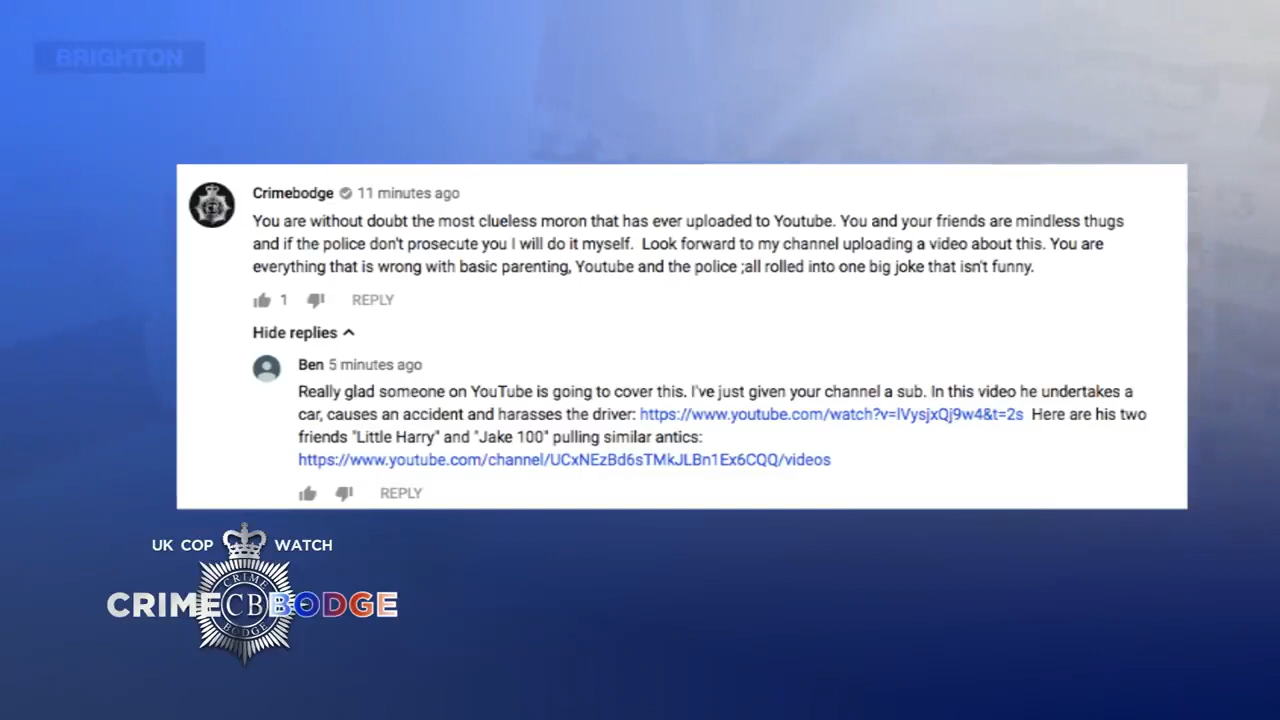 BRIGHTON
Crimebodge 11 minutes ago
You are without doubt the most clueless moron that has ever uploaded to Youtube. You and your friends are mindless thugs
and if the police don't prosecute you I will do it myself. Look forward to my channel uploading a video about this. You are
everything that is wrong with basic parenting, Youtube and the police ;all rolled into one big joke that isn't funny.
1 REPLY
Hide replies
Ben 5 minutes ago
Really glad someone on YouTube is going to cover this. I've just given your channel a sub. In this video he undertakes a
car, causes an accident and harasses the driver: https://www.youtube.com/watch?v=lVysjxQj9w4&t=2s Here are his two
friends "Little Harry" and "Jake 100" pulling similar antics:
https://www.youtube.com/channel/UCxNEzBd6sTMkJLBn1Ex6CQQ/videos
REPLY
UK COP WATCH
CRIME
CRIME CB BODGE
BODGE